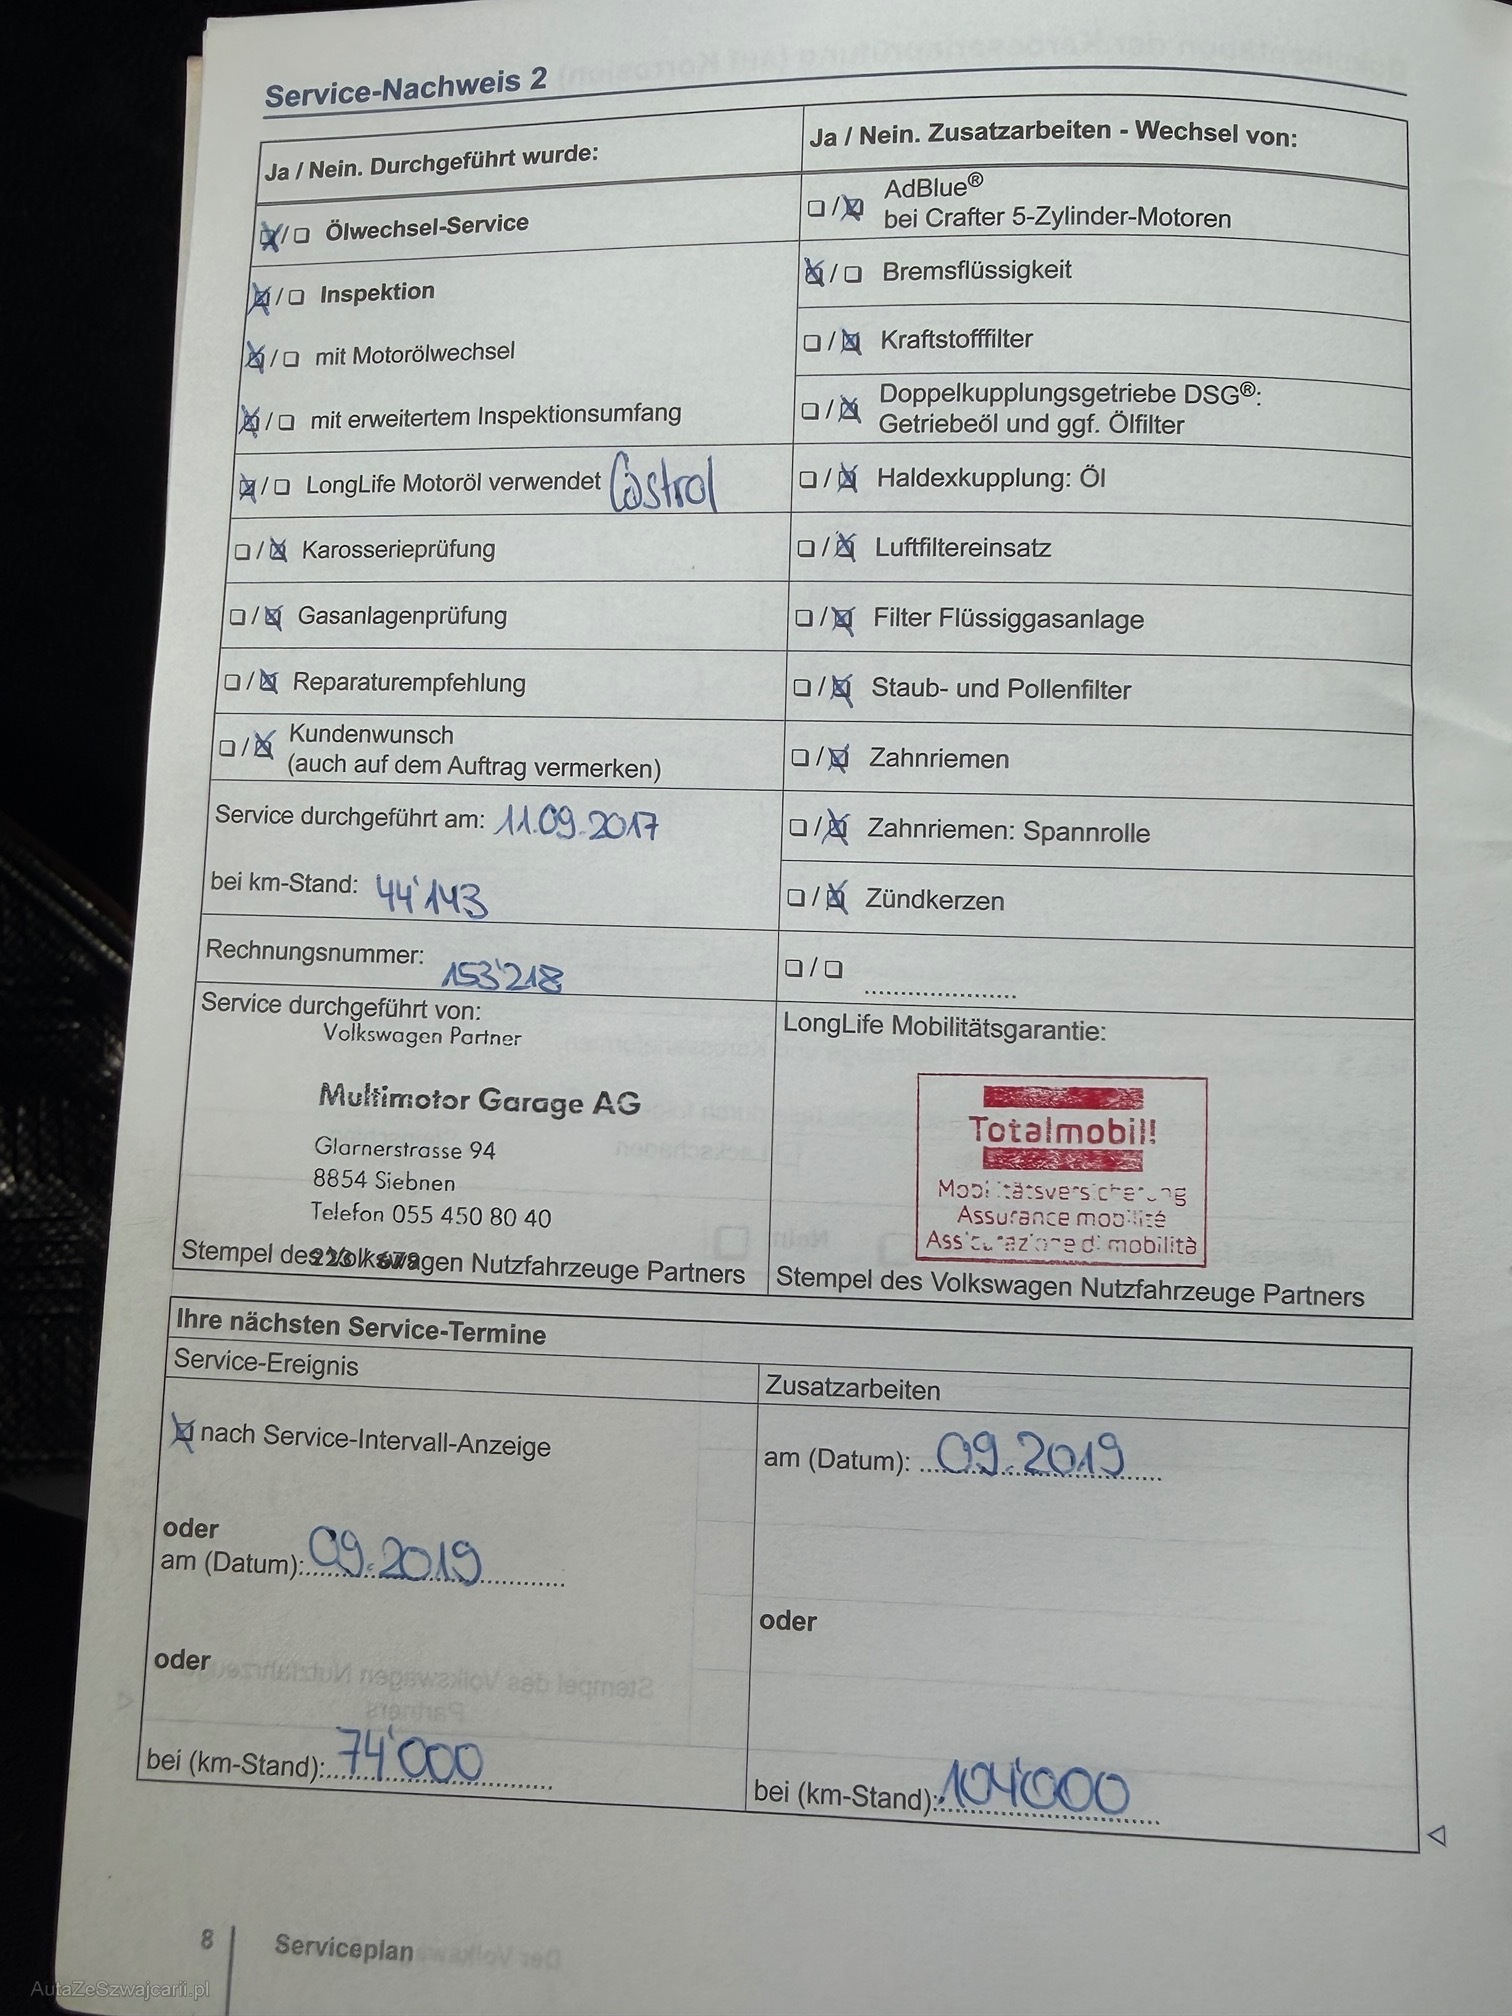 Service-Nachweis 2
Ja / Nein. Durchgeführt wurde:
Ölwechsel-Service
Inspektion
mit Motorölwechsel
mit erweitertem Inspektionsumfang
LongLife Motoröl verwendet Castrol
Karosserieprüfung
Gasanlagenprüfung
Reparaturempfehlung
Kundenwunsch
(auch auf dem Auftrag vermerken)
Service durchgeführt am: 11.09.2017
bei km-Stand: 44'143
Rechnungsnummer: 153'218
Service durchgeführt von:
Volkswagen Partner
Multimotor Garage AG
Glarnerstrasse 94
8854 Siebnen
Telefon 055 450 80 40
Stempel des Volkswagen Nutzfahrzeuge Partners
Ja / Nein. Zusatzarbeiten - Wechsel von:
AdBlue®
bei Crafter 5-Zylinder-Motoren
Bremsflüssigkeit
Kraftstofffilter
Doppelkupplungsgetriebe DSG®:
Getriebeöl und ggf. Ölfilter
Haldexkupplung: Öl
Luftfiltereinsatz
Filter Flüssiggasanlage
Staub- und Pollenfilter
Zahnriemen
Zahnriemen: Spannrolle
Zündkerzen
LongLife Mobilitätsgarantie:
Totalmobil!
Mobilitätsversicherung
Assurance mobilité
Assicurazione di mobilità
Stempel des Volkswagen Nutzfahrzeuge Partners
Ihre nächsten Service-Termine
Service-Ereignis
nach Service-Intervall-Anzeige
oder
am (Datum): 09.2019
oder
bei (km-Stand): 74'000
Zusatzarbeiten
am (Datum): 09.2019
oder
bei (km-Stand): 104'000
8
Serviceplan
AutaZeSzwajcarii.pl